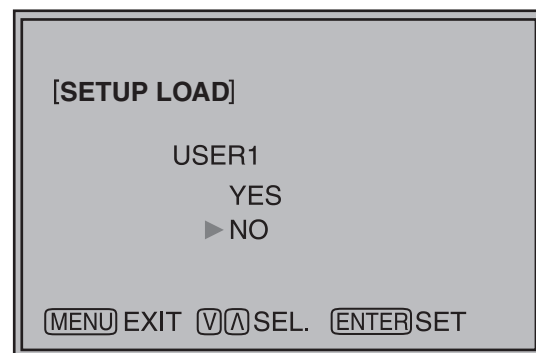 [SETUP LOAD]
USER1
YES
▶NO
MENU EXIT V Λ SEL. ENTER SET